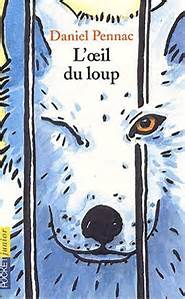 Daniel Pennac
L'œil
du loup
POCKET junior